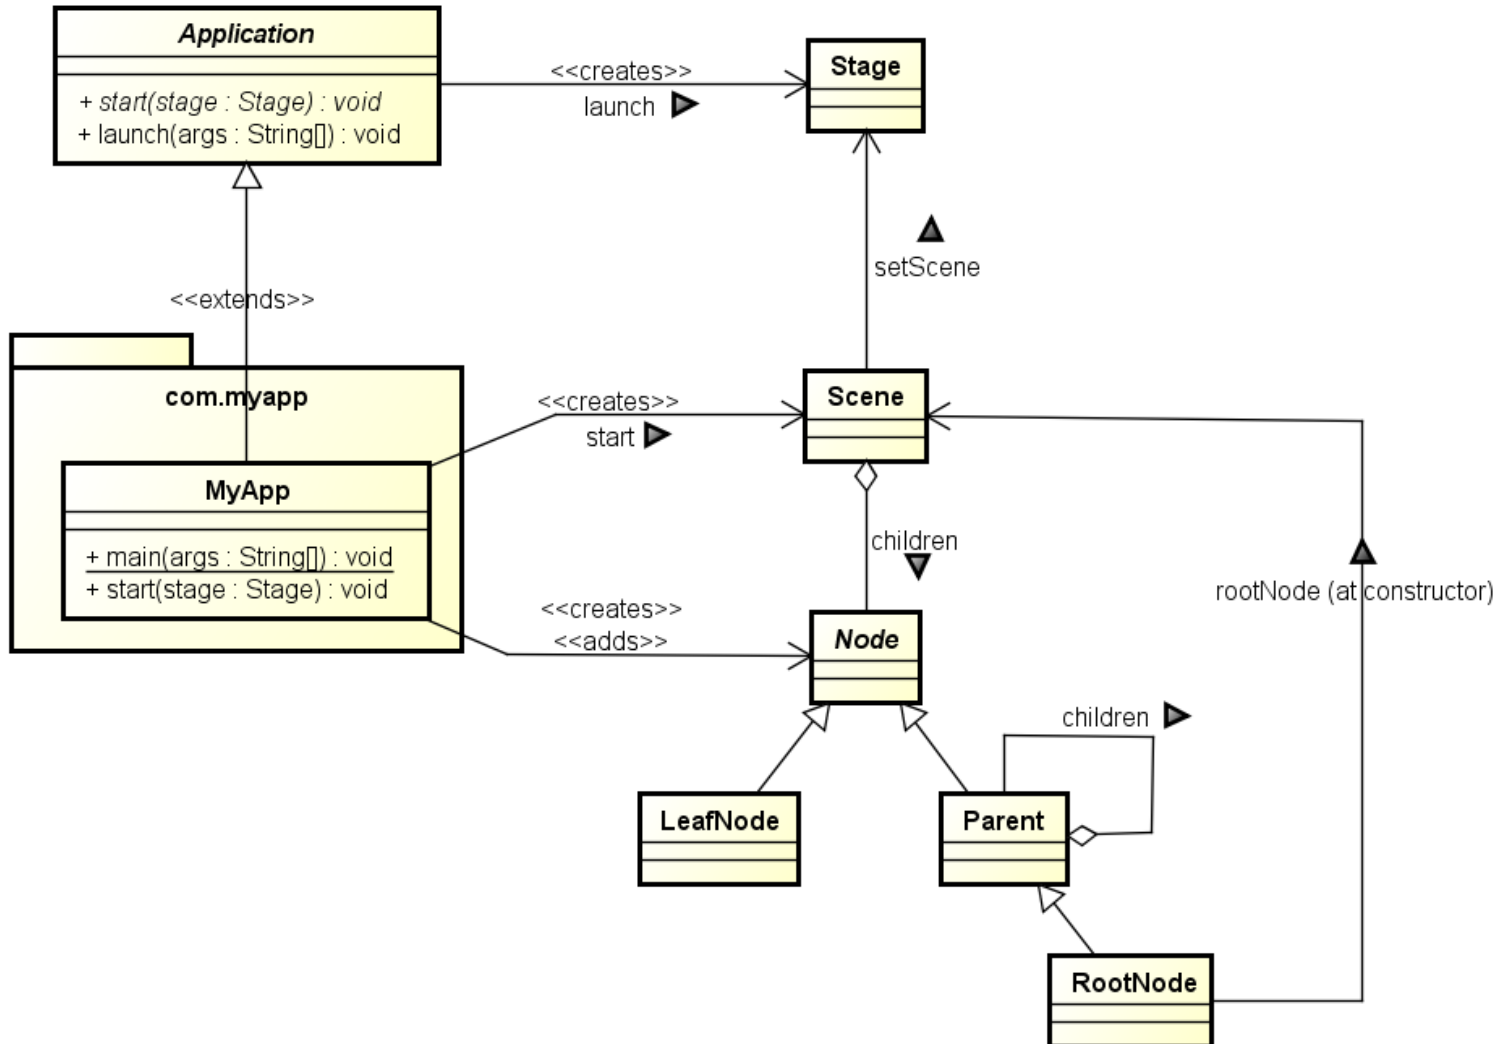 Application
+ start(stage : Stage) : void
+ launch(args : String[]) : void
<<creates>>
launch
Stage
setScene
<<extends>>
com.myapp
<<creates>>
start
Scene
MyApp
+ main(args : String[]) : void
+ start(stage : Stage) : void
children
<<creates>>
<<adds>>
rootNode (at constructor)
Node
children
LeafNode
Parent
RootNode